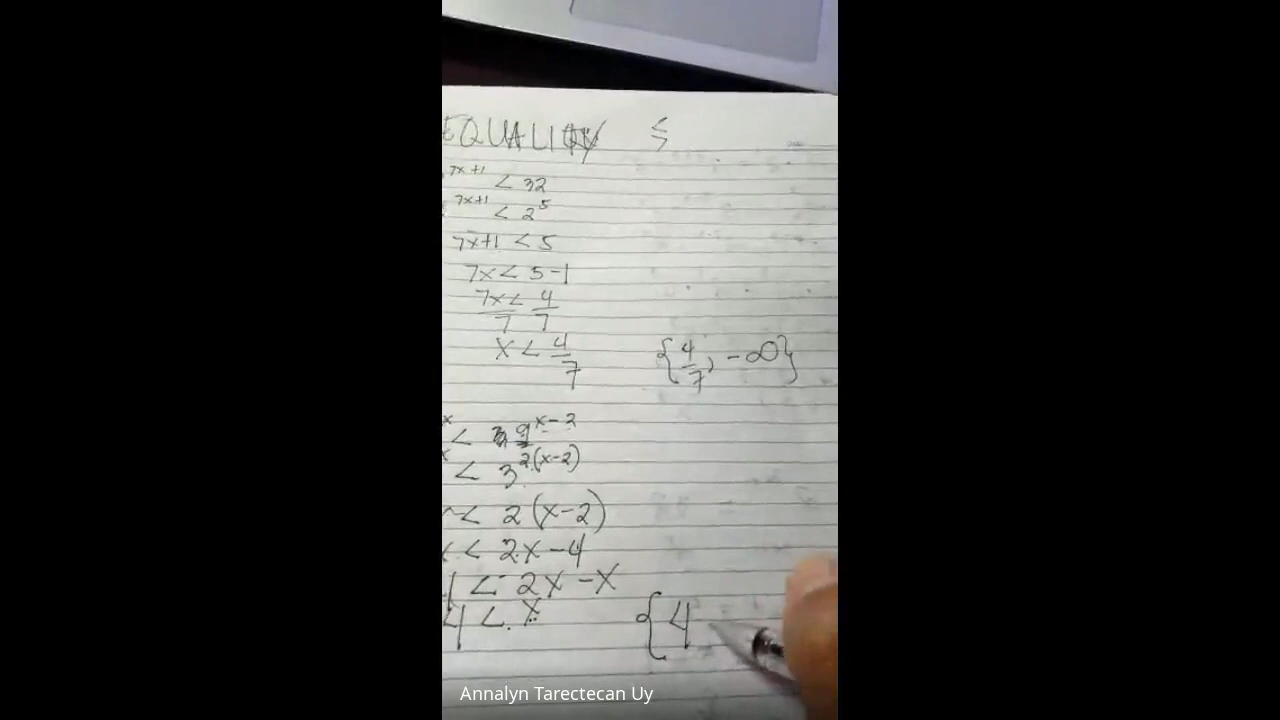 EQUALITY ≤ >
7x+1 < 32
7x+1 < 2^5
7x+1 < 5
7x < 5-1
7x < 4
7 7
x < 4/7 {4/7, -∞}
x < 9^x-2
x < 3^2(x-2)
< 2(x-2)
x < 2x-4
4 < 2x-x
4 < x {4
Annalyn Tarectecan Uy